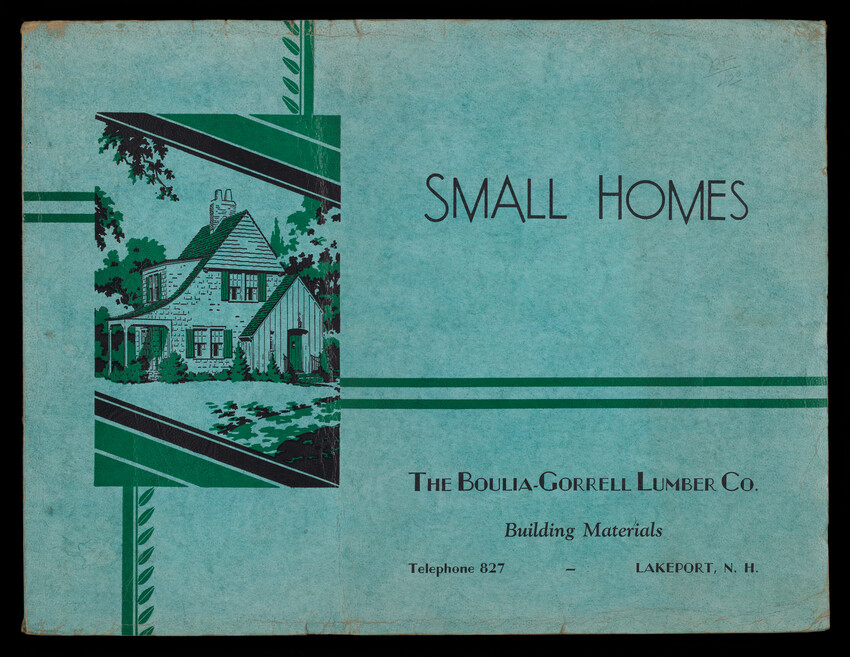 SMALL HOMES
THE BOULIA-GORRELL LUMBER CO.
Building Materials
Telephone 827 – LAKEPORT, N. H.